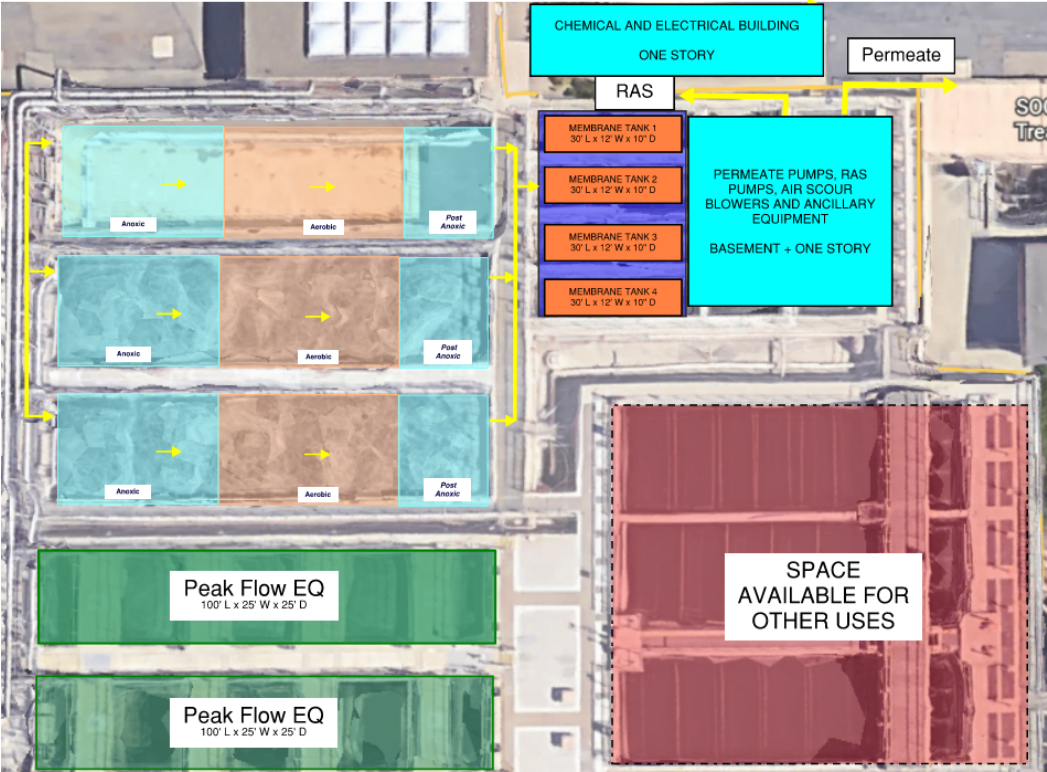 CHEMICAL AND ELECTRICAL BUILDING
ONE STORY
Permeate
RAS
MEMBRANE TANK 1
30' L x 12' W x 10" D
MEMBRANE TANK 2
30' L x 12' W x 10" D
MEMBRANE TANK 3
30' L x 12' W x 10" D
MEMBRANE TANK 4
30' L x 12' W x 10" D
PERMEATE PUMPS, RAS
PUMPS, AIR SCOUR
BLOWERS AND ANCILLARY
EQUIPMENT
BASEMENT + ONE STORY
Anoxic
Aerobic
Post
Anoxic
Anoxic
Aerobic
Post
Anoxic
Anoxic
Aerobic
Post
Anoxic
Peak Flow EQ
100' L x 25' W x 25' D
Peak Flow EQ
100' L x 25' W x 25' D
SPACE
AVAILABLE FOR
OTHER USES